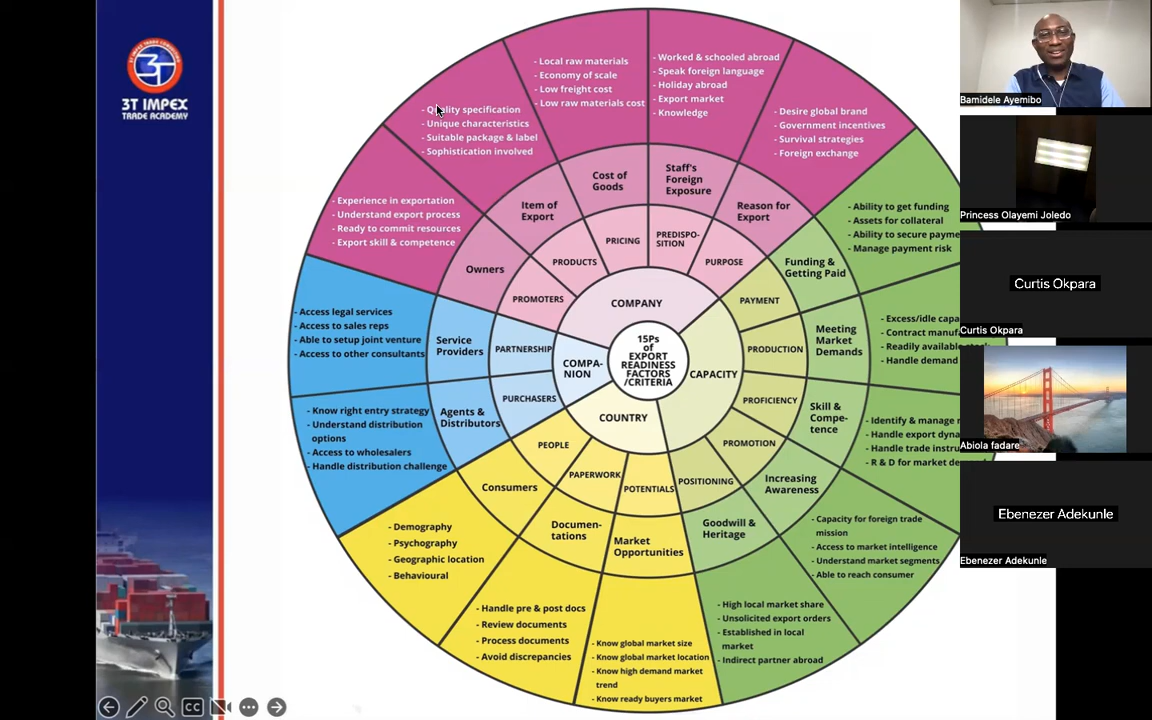 3T IMPEX TRADE CONSULTING
3T
3T IMPEX
TRADE ACADEMY
- Local raw materials
- Economy of scale
- Low freight cost
- Low raw materials cost
- Worked & schooled abroad
- Speak foreign language
- Holiday abroad
- Export market
- Knowledge
- Desire global brand
- Government incentives
- Survival strategies
- Foreign exchange
- Quality specification
- Unique characteristics
- Suitable package & label
- Sophistication involved
- Experience in exportation
- Understand export process
- Ready to commit resources
- Export skill & competence
- Ability to get funding
- Assets for collateral
- Ability to secure payme
- Manage payment risk
- Access legal services
- Access to sales reps
- Able to setup joint venture
- Access to other consultants
- Excess/idle capa
- Contract manuf
- Readily available
- Handle demand
- Know right entry strategy
- Understand distribution
options
- Access to wholesalers
- Handle distribution challenge
- Identify & manage
- Handle export dyna
- Handle trade instru
- R & D for market de
- Demography
- Psychography
- Geographic location
- Behavioural
- Handle pre & post docs
- Review documents
- Process documents
- Avoid discrepancies
- Know global market size
- Know global market location
- Know high demand market
trend
- Know ready buyers market
- High local market share
- Unsolicited export orders
- Established in local
market
- Indirect partner abroad
- Capacity for foreign trade
mission
- Access to market intelligence
- Understand market segments
- Able to reach consumer
Owners
Item of
Export
Cost of
Goods
Staff's
Foreign
Exposure
Reason for
Export
Funding &
Getting Paid
Meeting
Market
Demands
Skill &
Compe-
tence
Increasing
Awareness
Goodwill &
Heritage
Market
Opportunities
Documen-
tations
Consumers
Agents &
Distributors
Service
Providers
PROMOTERS
PRODUCTS
PRICING
PREDISPO-
SITION
PURPOSE
PAYMENT
PRODUCTION
PROFICIENCY
PROMOTION
POSITIONING
POTENTIALS
PAPERWORK
PEOPLE
PURCHASERS
PARTNERSHIP
COMPANY
CAPACITY
COUNTRY
COMPA-
NION
15Ps
of
EXPORT
READINESS
FACTORS
/CRITERIA
CC
Bamidele Ayemibo
Princess Olayemi Joledo
Curtis Okpara
Curtis Okpara
Abiola fadare
Ebenezer Adekunle
Ebenezer Adekunle